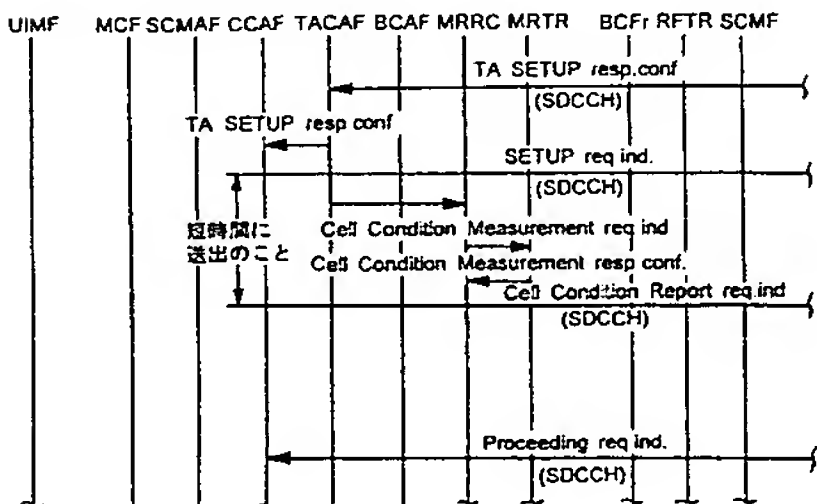 UIMF MCF SCMAF CCAF TACAF BCAF MRRC MRTR BCFr RFTR SCMF
TA SETUP resp.conf
(SDCCH)
TA SETUP resp conf
SETUP req ind.
(SDCCH)
短時間に
送出のこと
Cell Condition Measurement req ind
Cell Condition Measurement resp conf.
Cell Condition Report req.ind
(SDCCH)
Proceeding req ind.
(SDCCH)